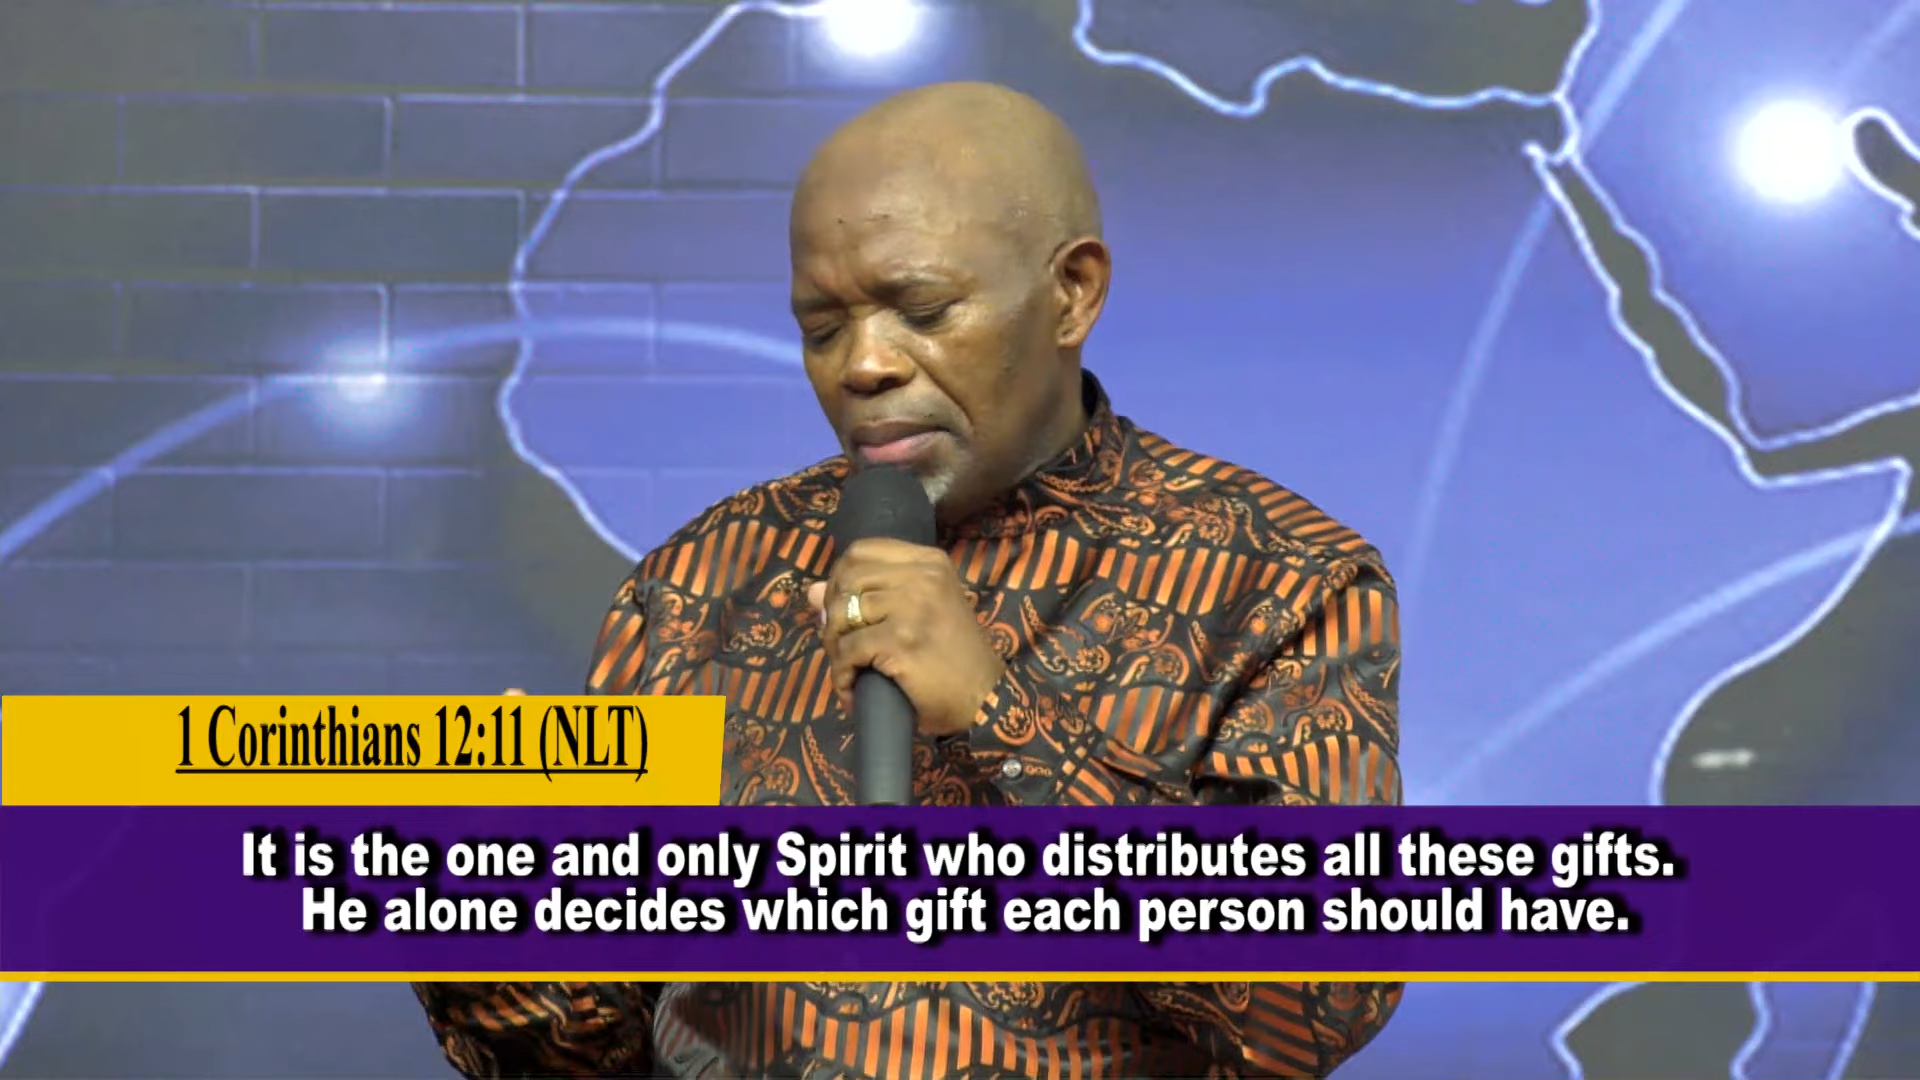 1 Corinthians 12:11 (NLT)
It is the one and only Spirit who distributes all these gifts.
He alone decides which gift each person should have.